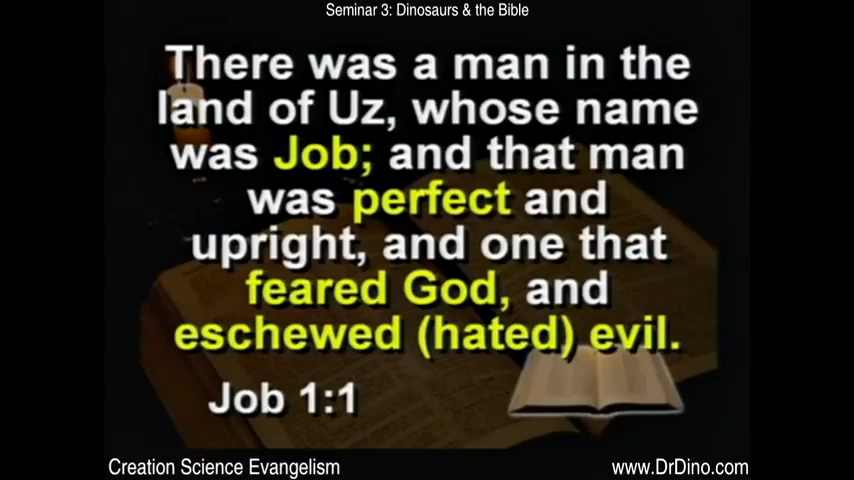 Seminar 3: Dinosaurs & the Bible
There was a man in the
land of Uz, whose name
was Job; and that man
was perfect and
upright, and one that
feared God, and
eschewed (hated) evil.
Job 1:1
Creation Science Evangelism
www.DrDino.com